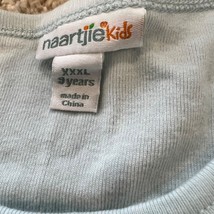 naartjie Kids
XXXL
9 years
made in
China